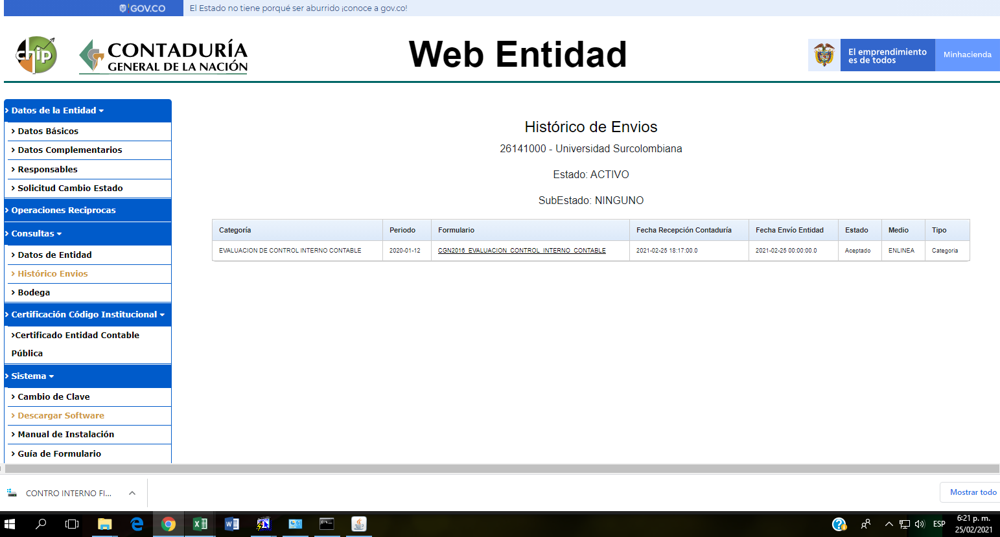 GOV.CO
El Estado no tiene porqué ser aburrido ¡conoce a gov.co!
chip
CONTADURÍA
GENERAL DE LA NACIÓN
Web Entidad
El emprendimiento
es de todos
Minhacienda
Datos de la Entidad
Datos Básicos
Datos Complementarios
Responsables
Solicitud Cambio Estado
Operaciones Reciprocas
Consultas
Datos de Entidad
Histórico Envios
Bodega
Certificación Código Institucional
Certificado Entidad Contable
Pública
Sistema
Cambio de Clave
Descargar Software
Manual de Instalación
Guía de Formulario
Histórico de Envios
26141000 - Universidad Surcolombiana
Estado: ACTIVO
SubEstado: NINGUNO
Categoría Periodo Formulario Fecha Recepción Contaduría Fecha Envío Entidad Estado Medio Tipo
EVALUACION DE CONTROL INTERNO CONTABLE 2020-01-12 CGN2016_EVALUACION_CONTROL_INTERNO_CONTABLE 2021-02-25 18:17:00.0 2021-02-25 00:00:00.0 Aceptado ENLINEA Categoria
CONTRO INTERNO FI...
Mostrar todo
ESP
6:21 p. m.
25/02/2021